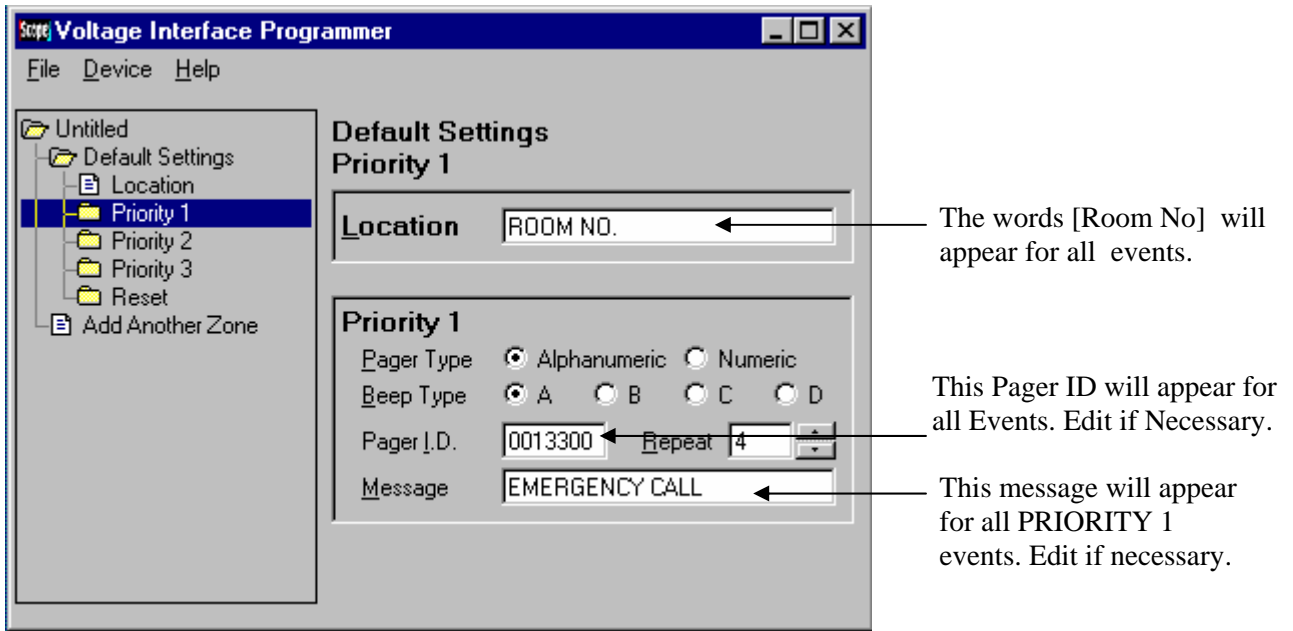 Scope Voltage Interface Programmer
File Device Help
Untitled
Default Settings
Location
Priority 1
Priority 2
Priority 3
Reset
Add Another Zone
Default Settings
Priority 1
Location ROOM NO.
Priority 1
Pager Type Alphanumeric Numeric
Beep Type A B C D
Pager I.D. 0013300 Repeat 4
Message EMERGENCY CALL
The words [Room No] will
appear for all events.
This Pager ID will appear for
all Events. Edit if Necessary.
This message will appear
for all PRIORITY 1
events. Edit if necessary.